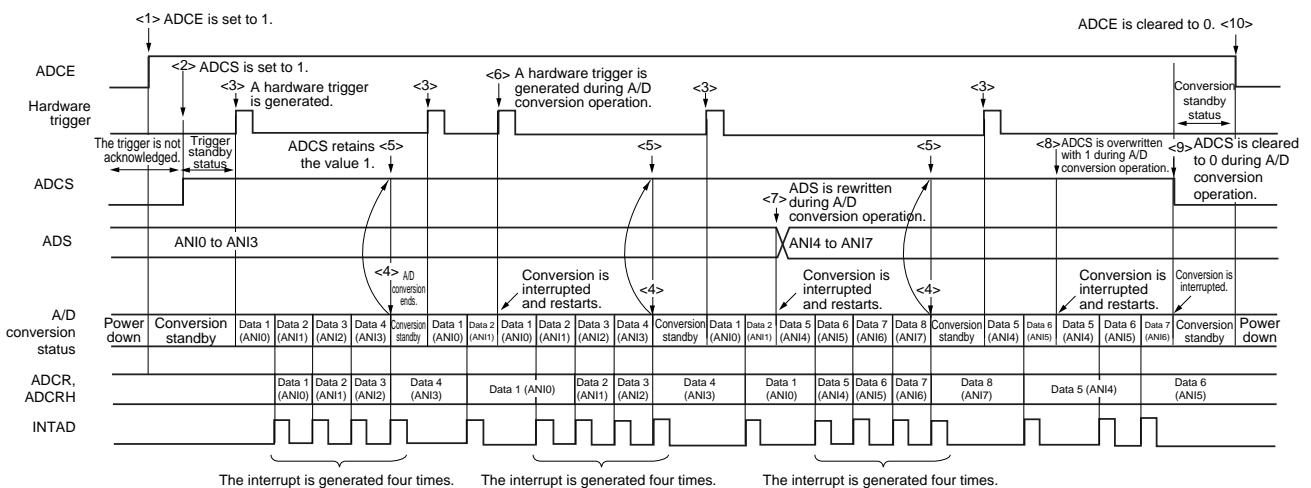 <1> ADCE is set to 1.
ADCE is cleared to 0. <10>
ADCE
<2> ADCS is set to 1.
<3> A hardware trigger
is generated.
<3>
<6> A hardware trigger is
generated during A/D
conversion operation.
<3>
<3>
Conversion
standby
status
Hardware
trigger
The trigger is not
acknowledged.
Trigger
standby
status
ADCS retains <5>
the value 1.
<5>
<5>
<8> ADCS is overwritten
with 1 during A/D
conversion operation.
<9> ADCS is cleared
to 0 during A/D
conversion
operation.
ADCS
<7> ADS is rewritten
during A/D
conversion operation.
ADS
ANI0 to ANI3
ANI4 to ANI7
<4> A/D
conversion
ends.
Conversion is
interrupted
and restarts.
<4>
Conversion is
interrupted
and restarts.
<4>
Conversion is
interrupted
and restarts.
Conversion is
interrupted.
A/D
conversion
status
Power
down
Conversion
standby
Data 1
(ANI0)
Data 2
(ANI1)
Data 3
(ANI2)
Data 4
(ANI3)
Conversion
standby
Data 1
(ANI0)
Data 2
(ANI1)
Data 1
(ANI0)
Data 2
(ANI1)
Data 3
(ANI2)
Data 4
(ANI3)
Conversion
standby
Data 1
(ANI0)
Data 2
(ANI1)
Data 5
(ANI4)
Data 6
(ANI5)
Data 7
(ANI6)
Data 8
(ANI7)
Conversion
standby
Data 5
(ANI4)
Data 6
(ANI5)
Data 5
(ANI4)
Data 6
(ANI5)
Data 7
(ANI6)
Conversion
standby
Power
down
ADCR,
ADCRH
Data 1
(ANI0)
Data 2
(ANI1)
Data 3
(ANI2)
Data 4
(ANI3)
Data 1 (ANI0)
Data 2
(ANI1)
Data 3
(ANI2)
Data 4
(ANI3)
Data 1
(ANI0)
Data 5
(ANI4)
Data 6
(ANI5)
Data 7
(ANI6)
Data 8
(ANI7)
Data 5 (ANI4)
Data 6
(ANI5)
INTAD
The interrupt is generated four times.
The interrupt is generated four times.
The interrupt is generated four times.